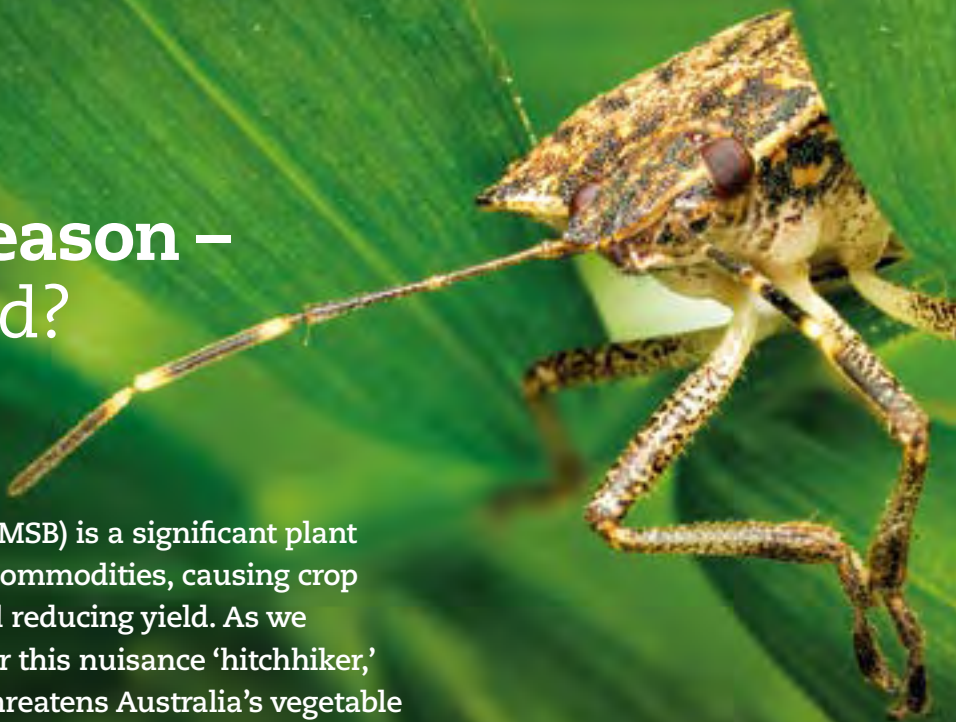 eason –
d?
MSB) is a significant plant
ommodities, causing crop
reducing yield. As we
r this nuisance ‘hitchhiker,’
hreatens Australia’s vegetable